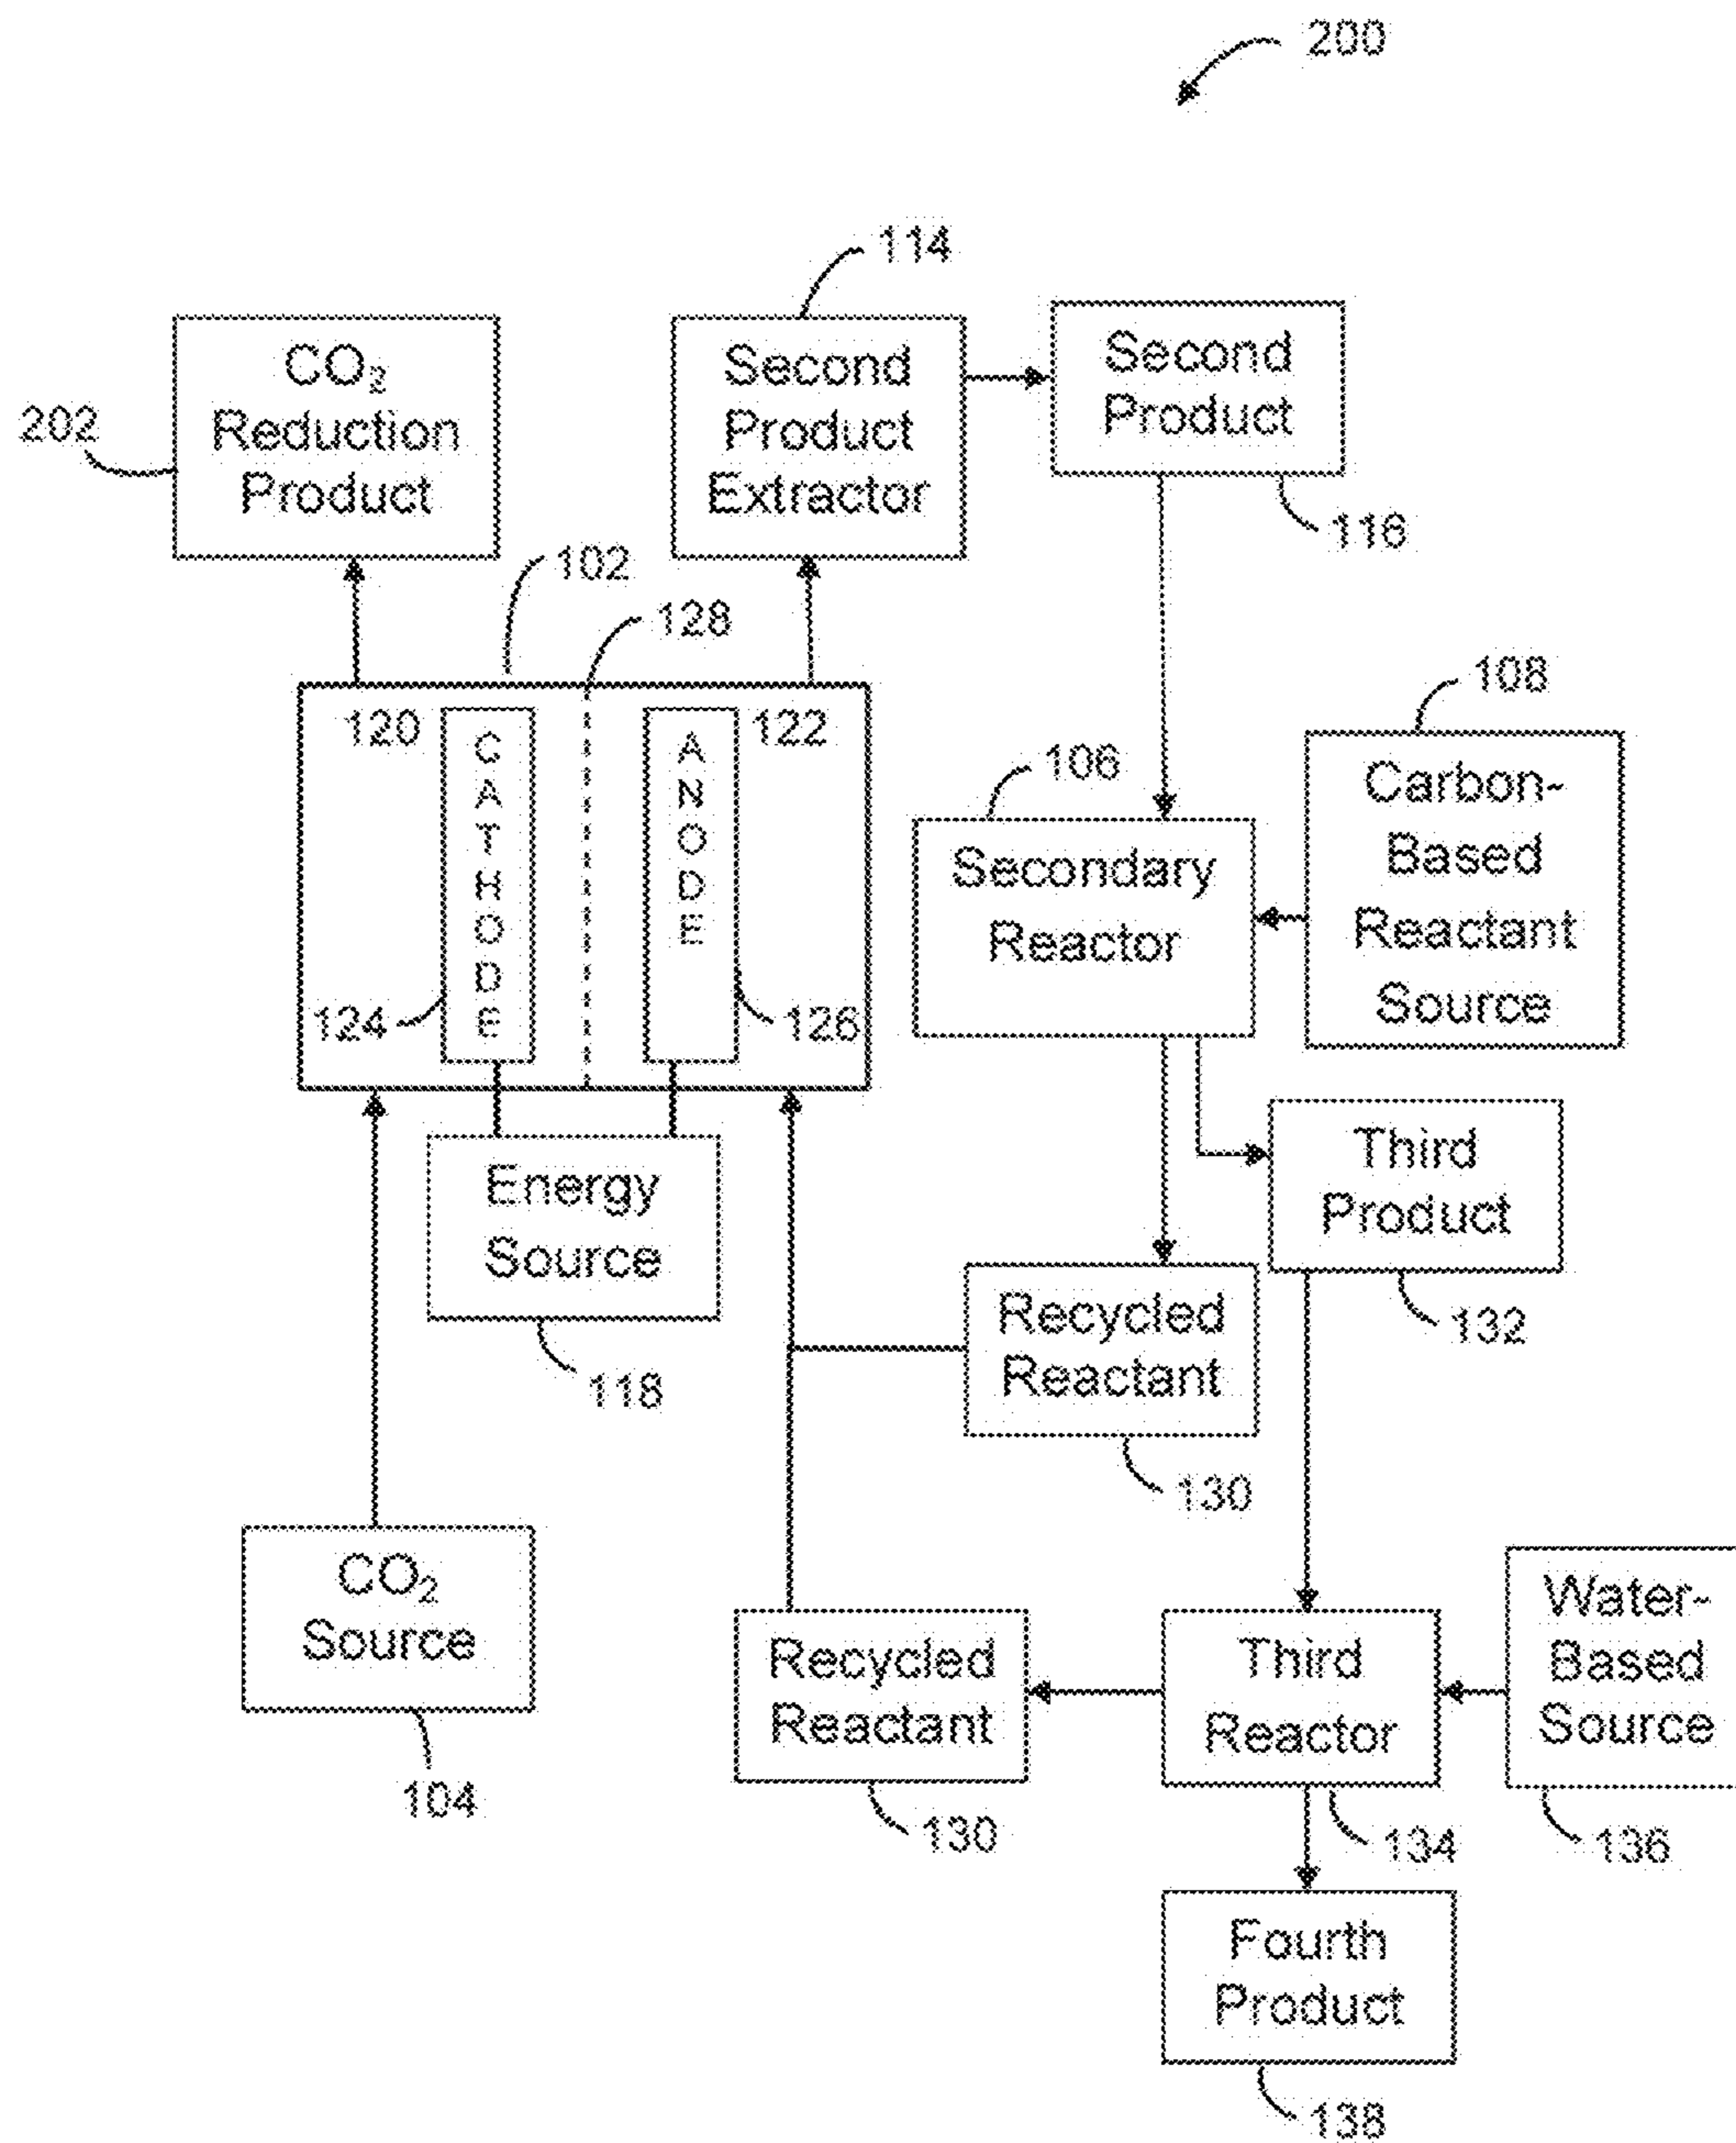 200
114
CO₂
Reduction
Product
202
Second
Product
Extractor
Second
Product
116
102
128
120
CATHODE
124
122
ANODE
126
108
Carbon-
Based
Reactant
Source
106
Secondary
Reactor
Energy
Source
118
Third
Product
132
Recycled
Reactant
130
CO₂
Source
104
Recycled
Reactant
130
Third
Reactor
134
Water-
Based
Source
136
Fourth
Product
138